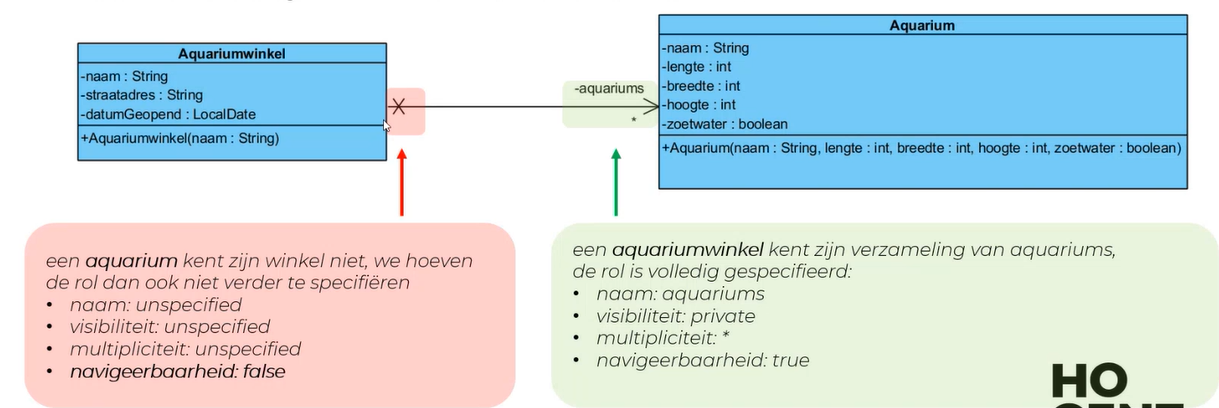 Aquariumwinkel
-naam : String
-straatadres : String
-datumGeopend : LocalDate
+Aquariumwinkel(naam : String)
-aquariums
*
Aquarium
-naam : String
-lengte : int
-breedte : int
-hoogte : int
-zoetwater : boolean
+Aquarium(naam : String, lengte : int, breedte : int, hoogte : int, zoetwater : boolean)
een aquarium kent zijn winkel niet, we hoeven
de rol dan ook niet verder te specifiëren
• naam: unspecified
• visibiliteit: unspecified
• multipliciteit: unspecified
• navigeerbaarheid: false
een aquariumwinkel kent zijn verzameling van aquariums,
de rol is volledig gespecifieerd:
• naam: aquariums
• visibiliteit: private
• multipliciteit: *
• navigeerbaarheid: true
HO